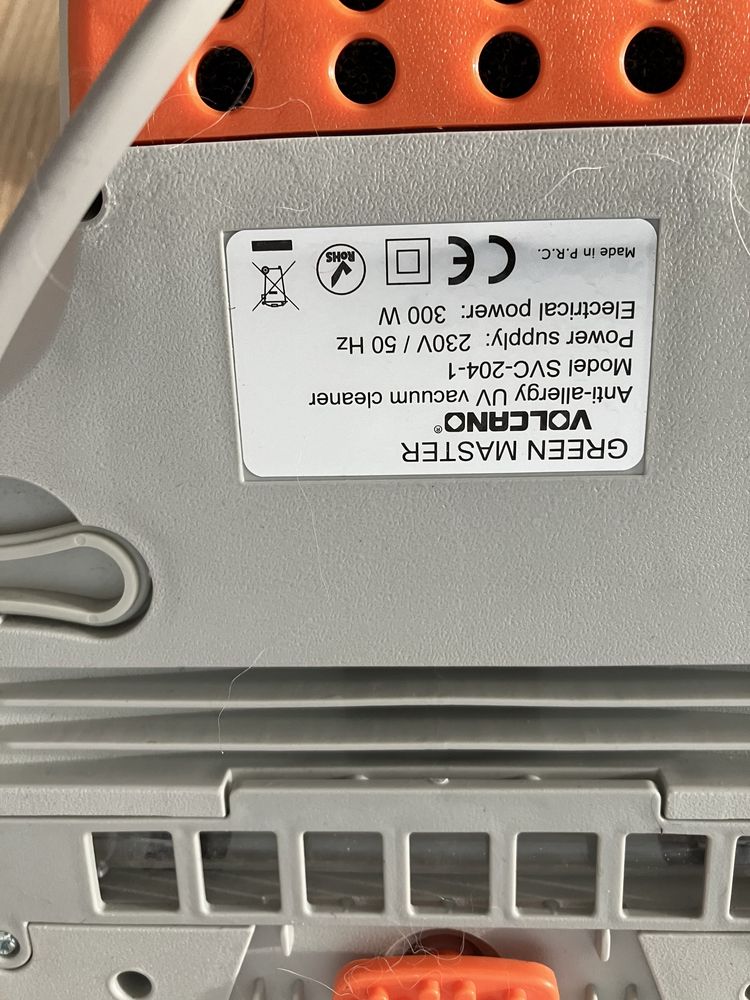 GREEN MASTER
VOLCANO®
Anti-allergy UV vacuum cleaner
Model SVC-204-1
Power supply: 230V / 50 Hz
Electrical power: 300 W
Made in P.R.C. CE RoHS